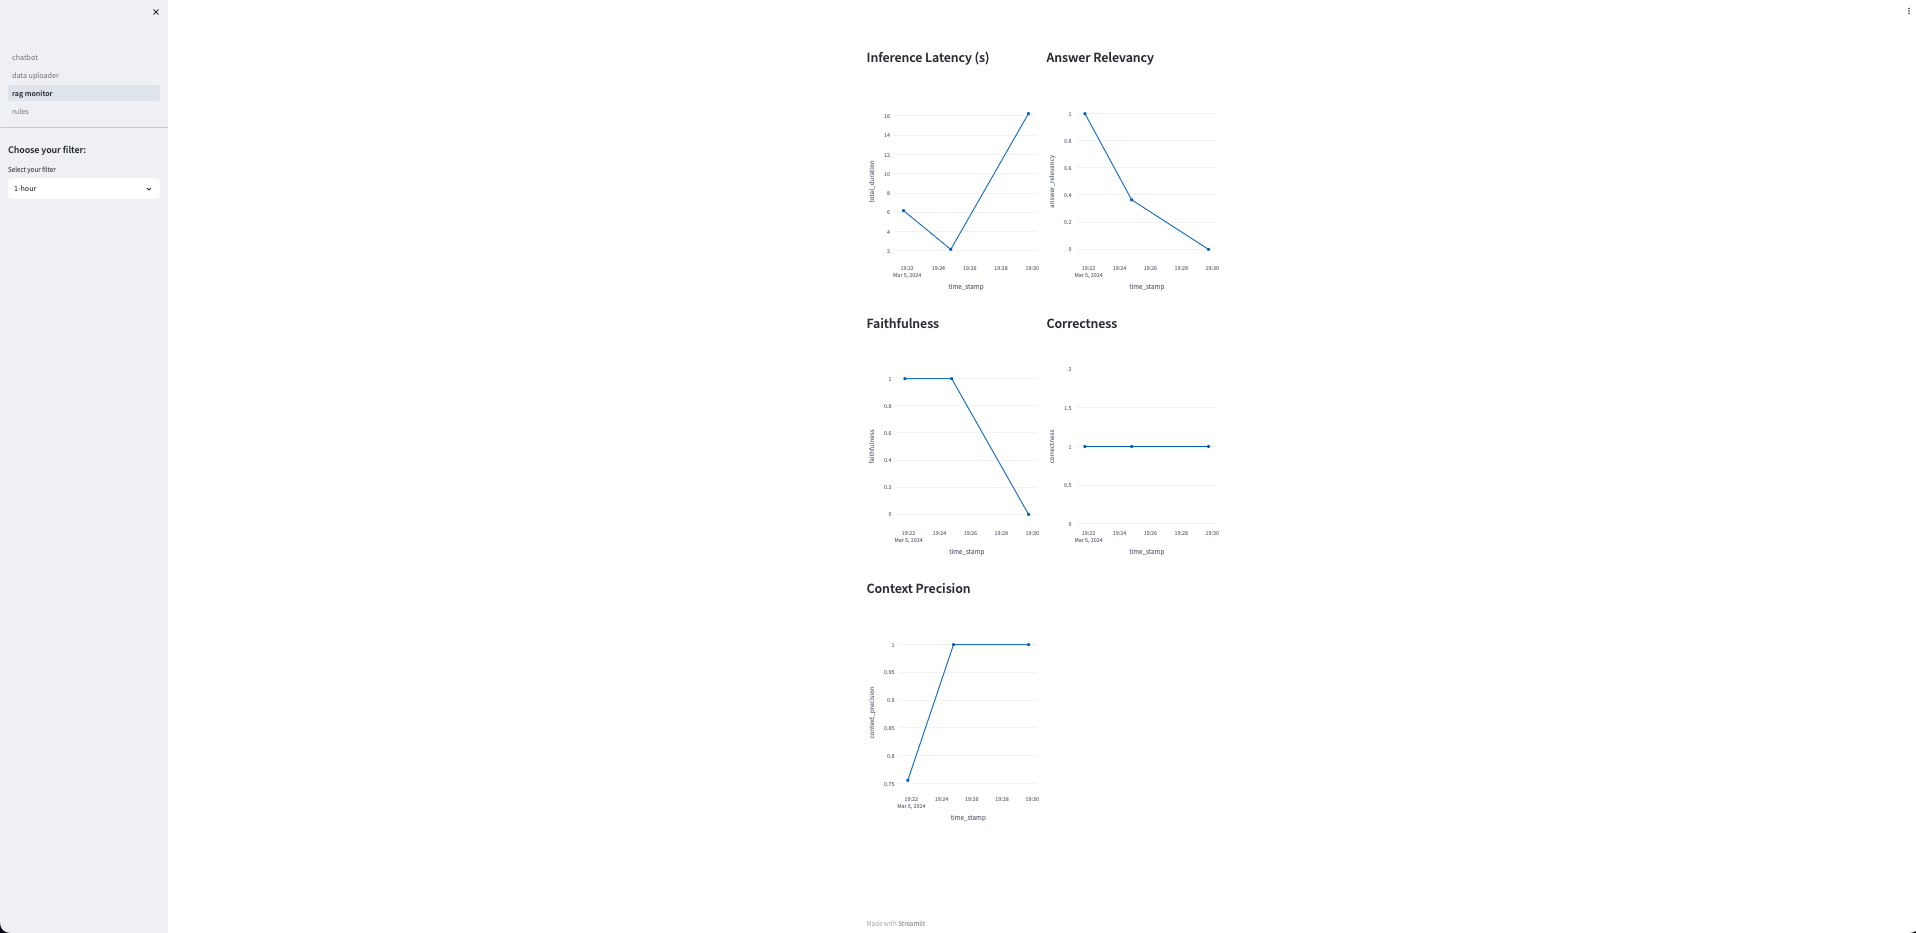 chatbot
data uploader
rag monitor
rules
Choose your filter:
Select your filter
1-hour
Inference Latency (s)
16
14
12
10
8
6
4
2
total_duration
19:22
Mar 5, 2024
19:24
19:26
19:28
19:30
time_stamp
Answer Relevancy
1
0.8
0.6
0.4
0.2
0
answer_relevancy
19:22
Mar 5, 2024
19:24
19:26
19:28
19:30
time_stamp
Faithfulness
1
0.8
0.6
0.4
0.2
0
faithfulness
19:22
Mar 5, 2024
19:24
19:26
19:28
19:30
time_stamp
Correctness
2
1.5
1
0.5
0
correctness
19:22
Mar 5, 2024
19:24
19:26
19:28
19:30
time_stamp
Context Precision
1
0.95
0.9
0.85
0.8
0.75
context_precision
19:22
Mar 5, 2024
19:24
19:26
19:28
19:30
time_stamp
Made with Streamlit